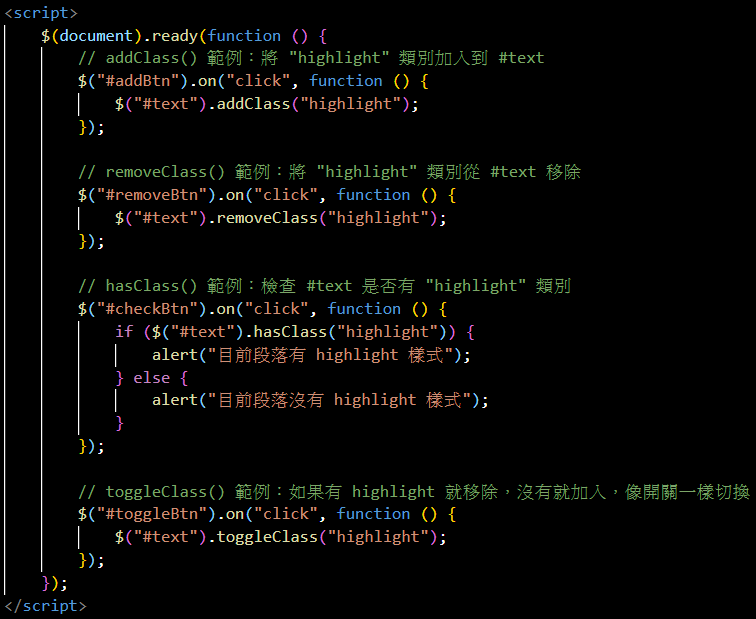 <script>
$(document).ready(function () {
// addClass() 範例：將 "highlight" 類別加入到 #text
$("#addBtn").on("click", function () {
$("#text").addClass("highlight");
});
// removeClass() 範例：將 "highlight" 類別從 #text 移除
$("#removeBtn").on("click", function () {
$("#text").removeClass("highlight");
});
// hasClass() 範例：檢查 #text 是否有 "highlight" 類別
$("#checkBtn").on("click", function () {
if ($("#text").hasClass("highlight")) {
alert("目前段落有 highlight 樣式");
} else {
alert("目前段落沒有 highlight 樣式");
}
});
// toggleClass() 範例：如果有 highlight 就移除，沒有就加入，像開關一樣切換
$("#toggleBtn").on("click", function () {
$("#text").toggleClass("highlight");
});
});
</script>